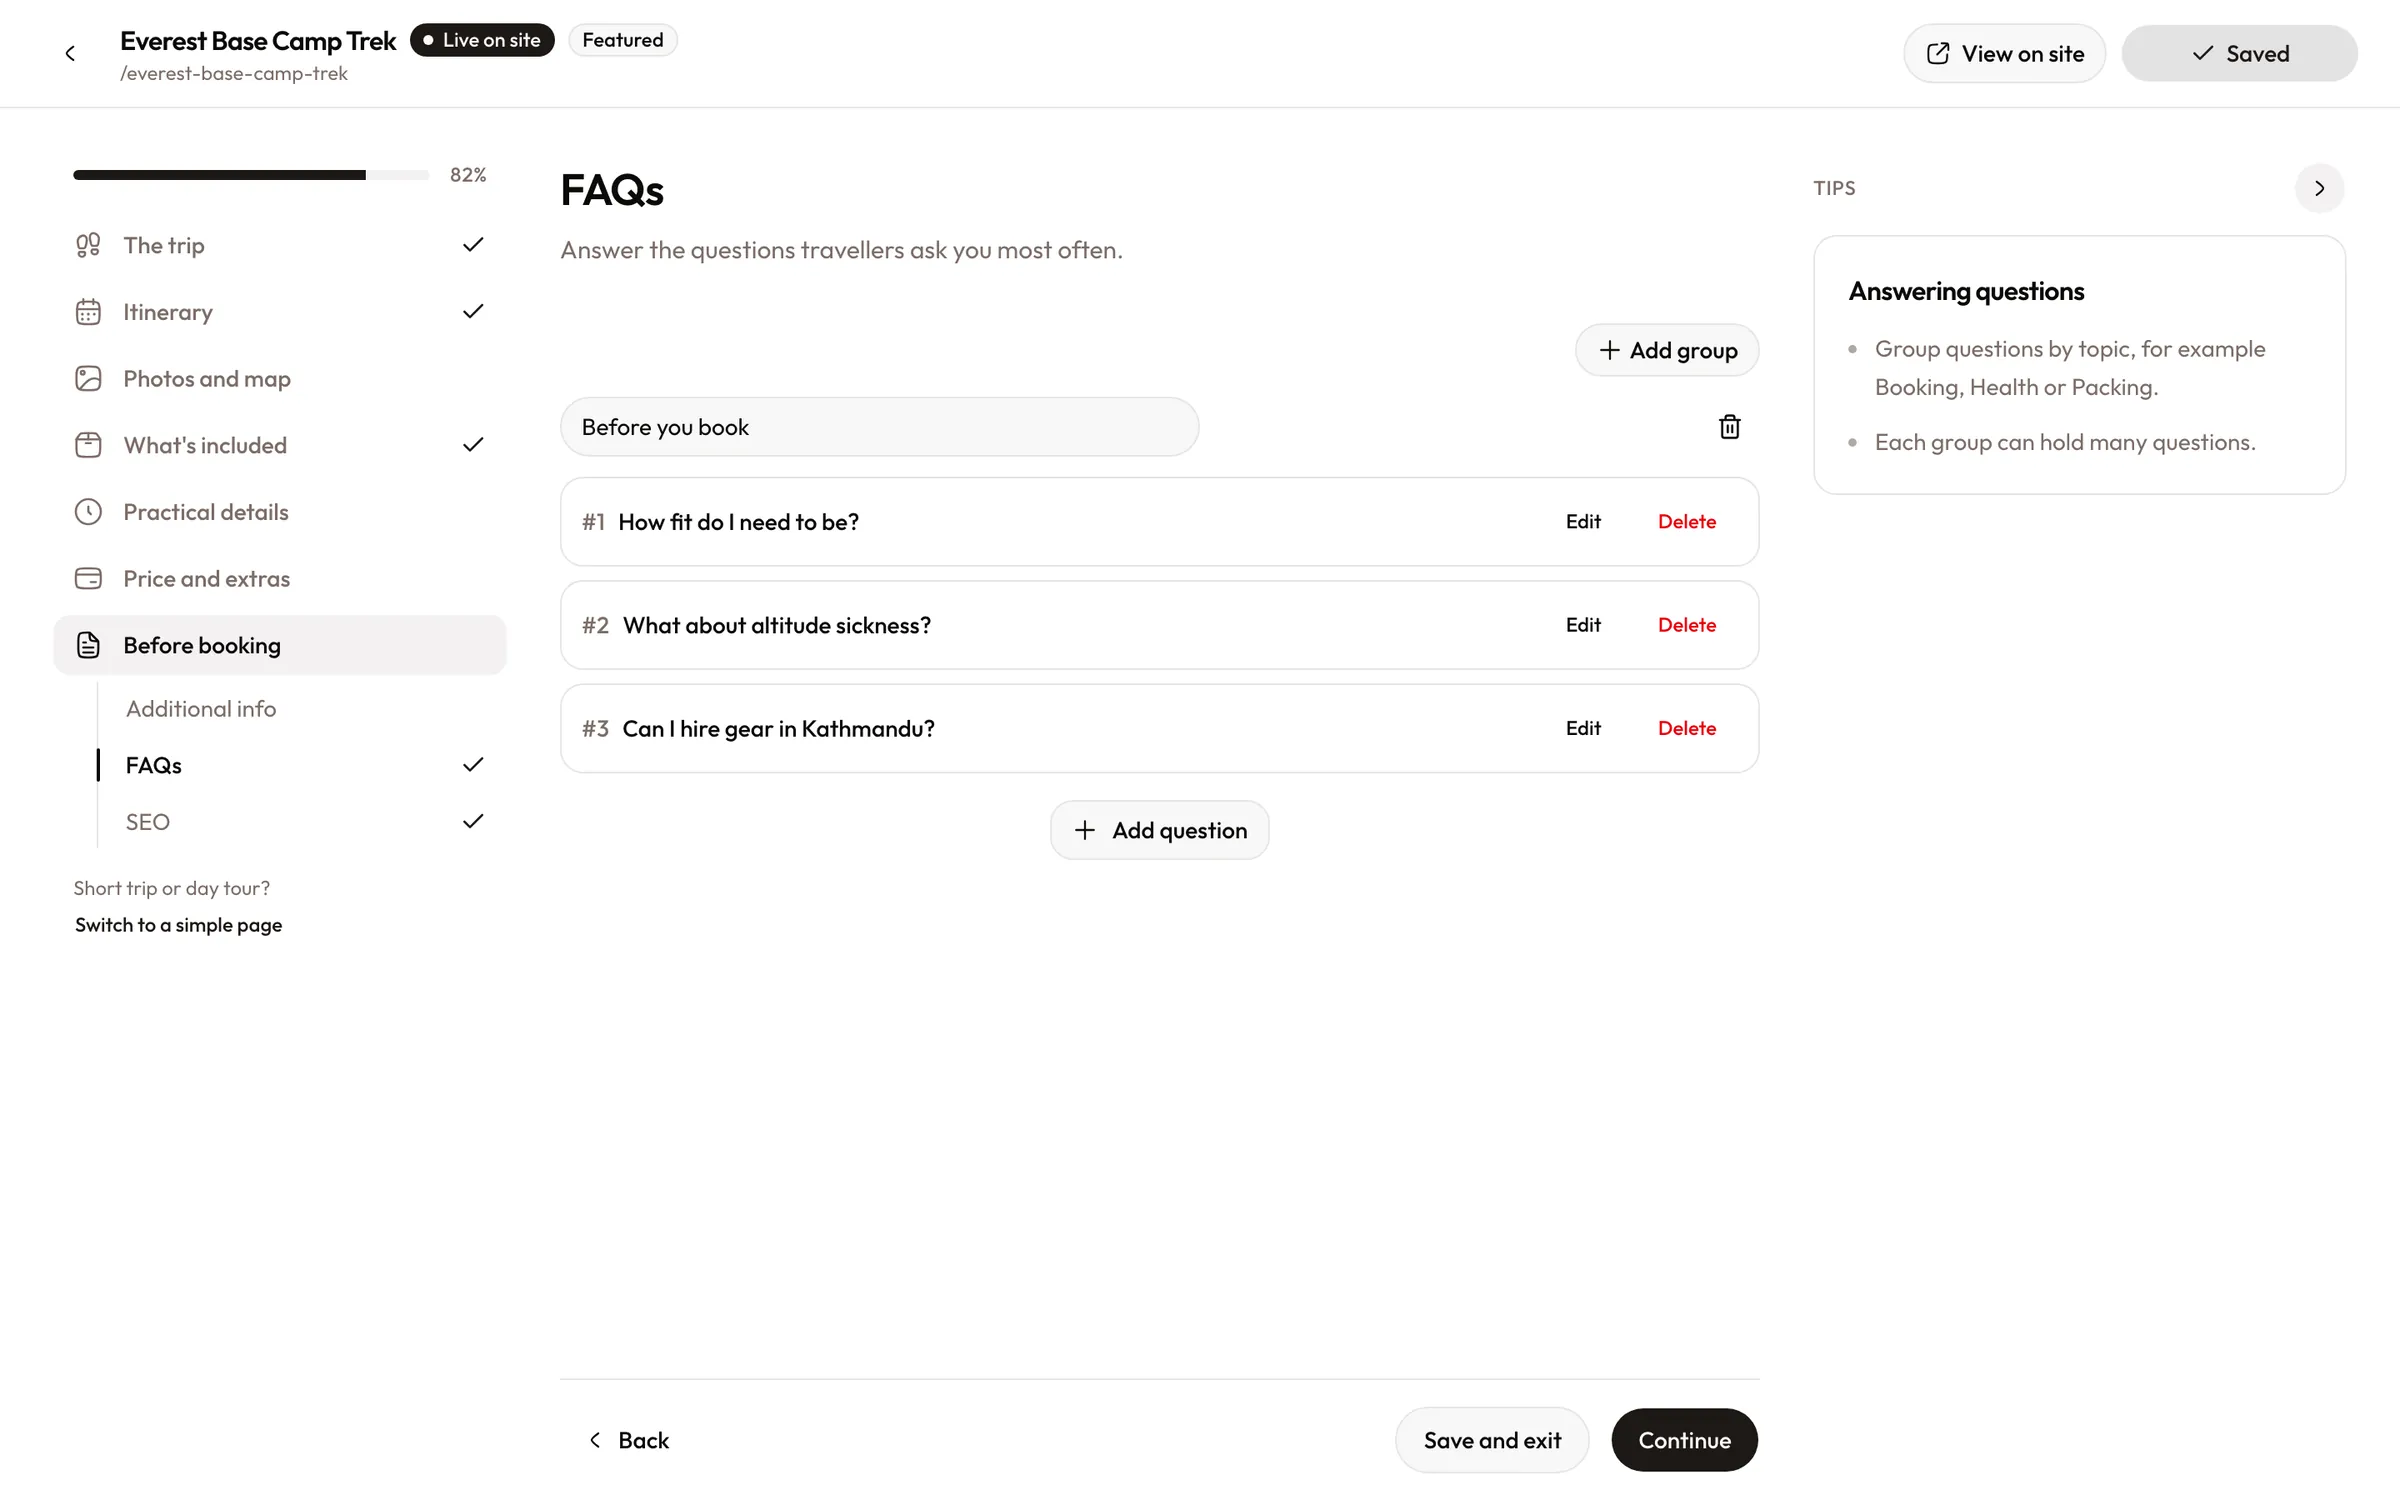 Everest Base Camp Trek
Live on site
Featured
/everest-base-camp-trek
View on site
Saved
82%
The trip
Itinerary
Photos and map
What's included
Practical details
Price and extras
Before booking
Additional info
FAQs
SEO
Short trip or day tour?
Switch to a simple page
FAQs
Answer the questions travellers ask you most often.
Add group
Before you book
#1 How fit do I need to be? Edit Delete
#2 What about altitude sickness? Edit Delete
#3 Can I hire gear in Kathmandu? Edit Delete
Add question
Back
Save and exit
Continue
TIPS
Answering questions
Group questions by topic, for example
Booking, Health or Packing.
Each group can hold many questions.